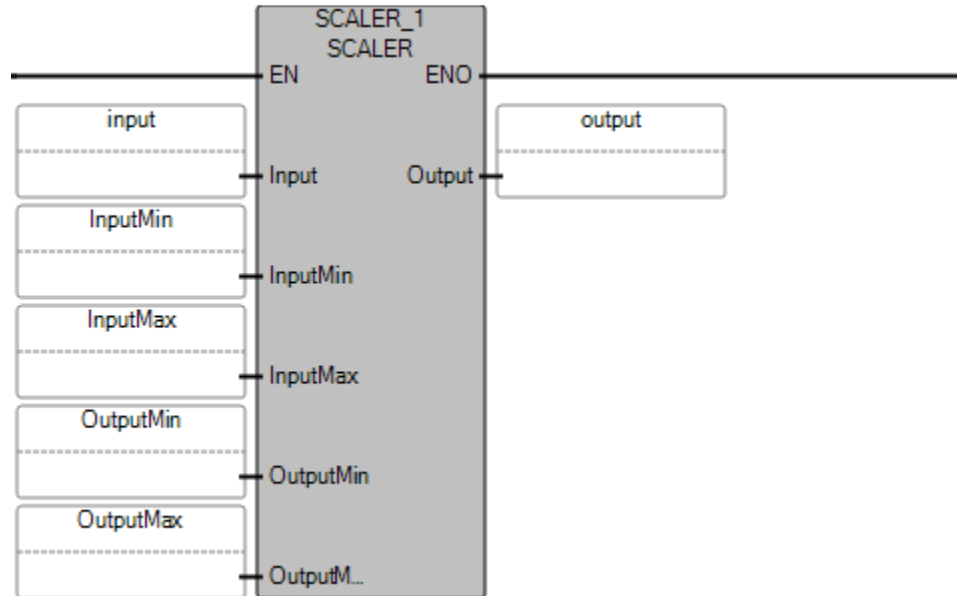 SCALER_1
SCALER
EN ENO
input output
Input Output
InputMin
InputMin
InputMax
InputMax
OutputMin
OutputMin
OutputMax
OutputM...